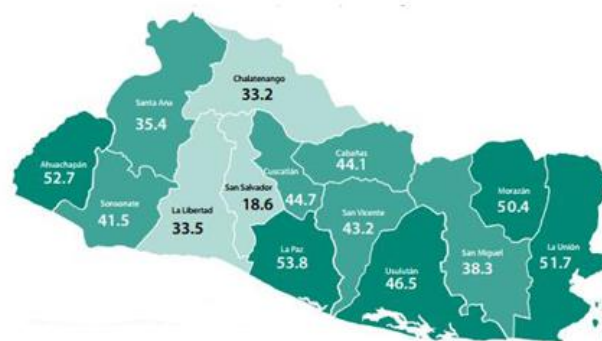 Chalatenango
33.2
Santa Ana
35.4
Ahuachapán
52.7
Sonsonate
41.5
La Libertad
33.5
San Salvador
18.6
Cuscatlán
44.7
Cabañas
44.1
San Vicente
43.2
La Paz
53.8
Usulután
46.5
San Miguel
38.3
Morazán
50.4
La Unión
51.7